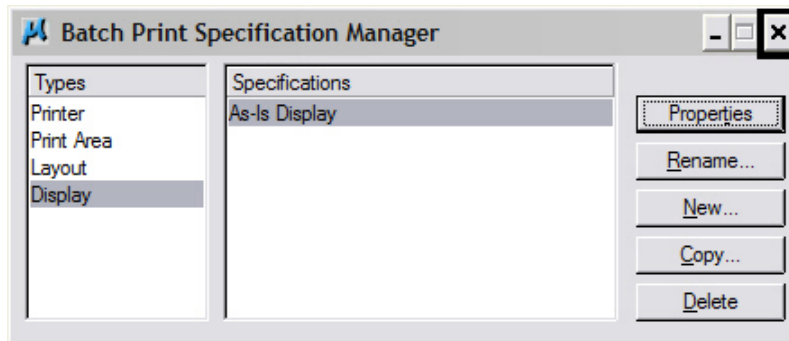 Batch Print Specification Manager
Types
Printer
Print Area
Layout
Display
Specifications
As-Is Display
Properties
Rename...
New...
Copy...
Delete